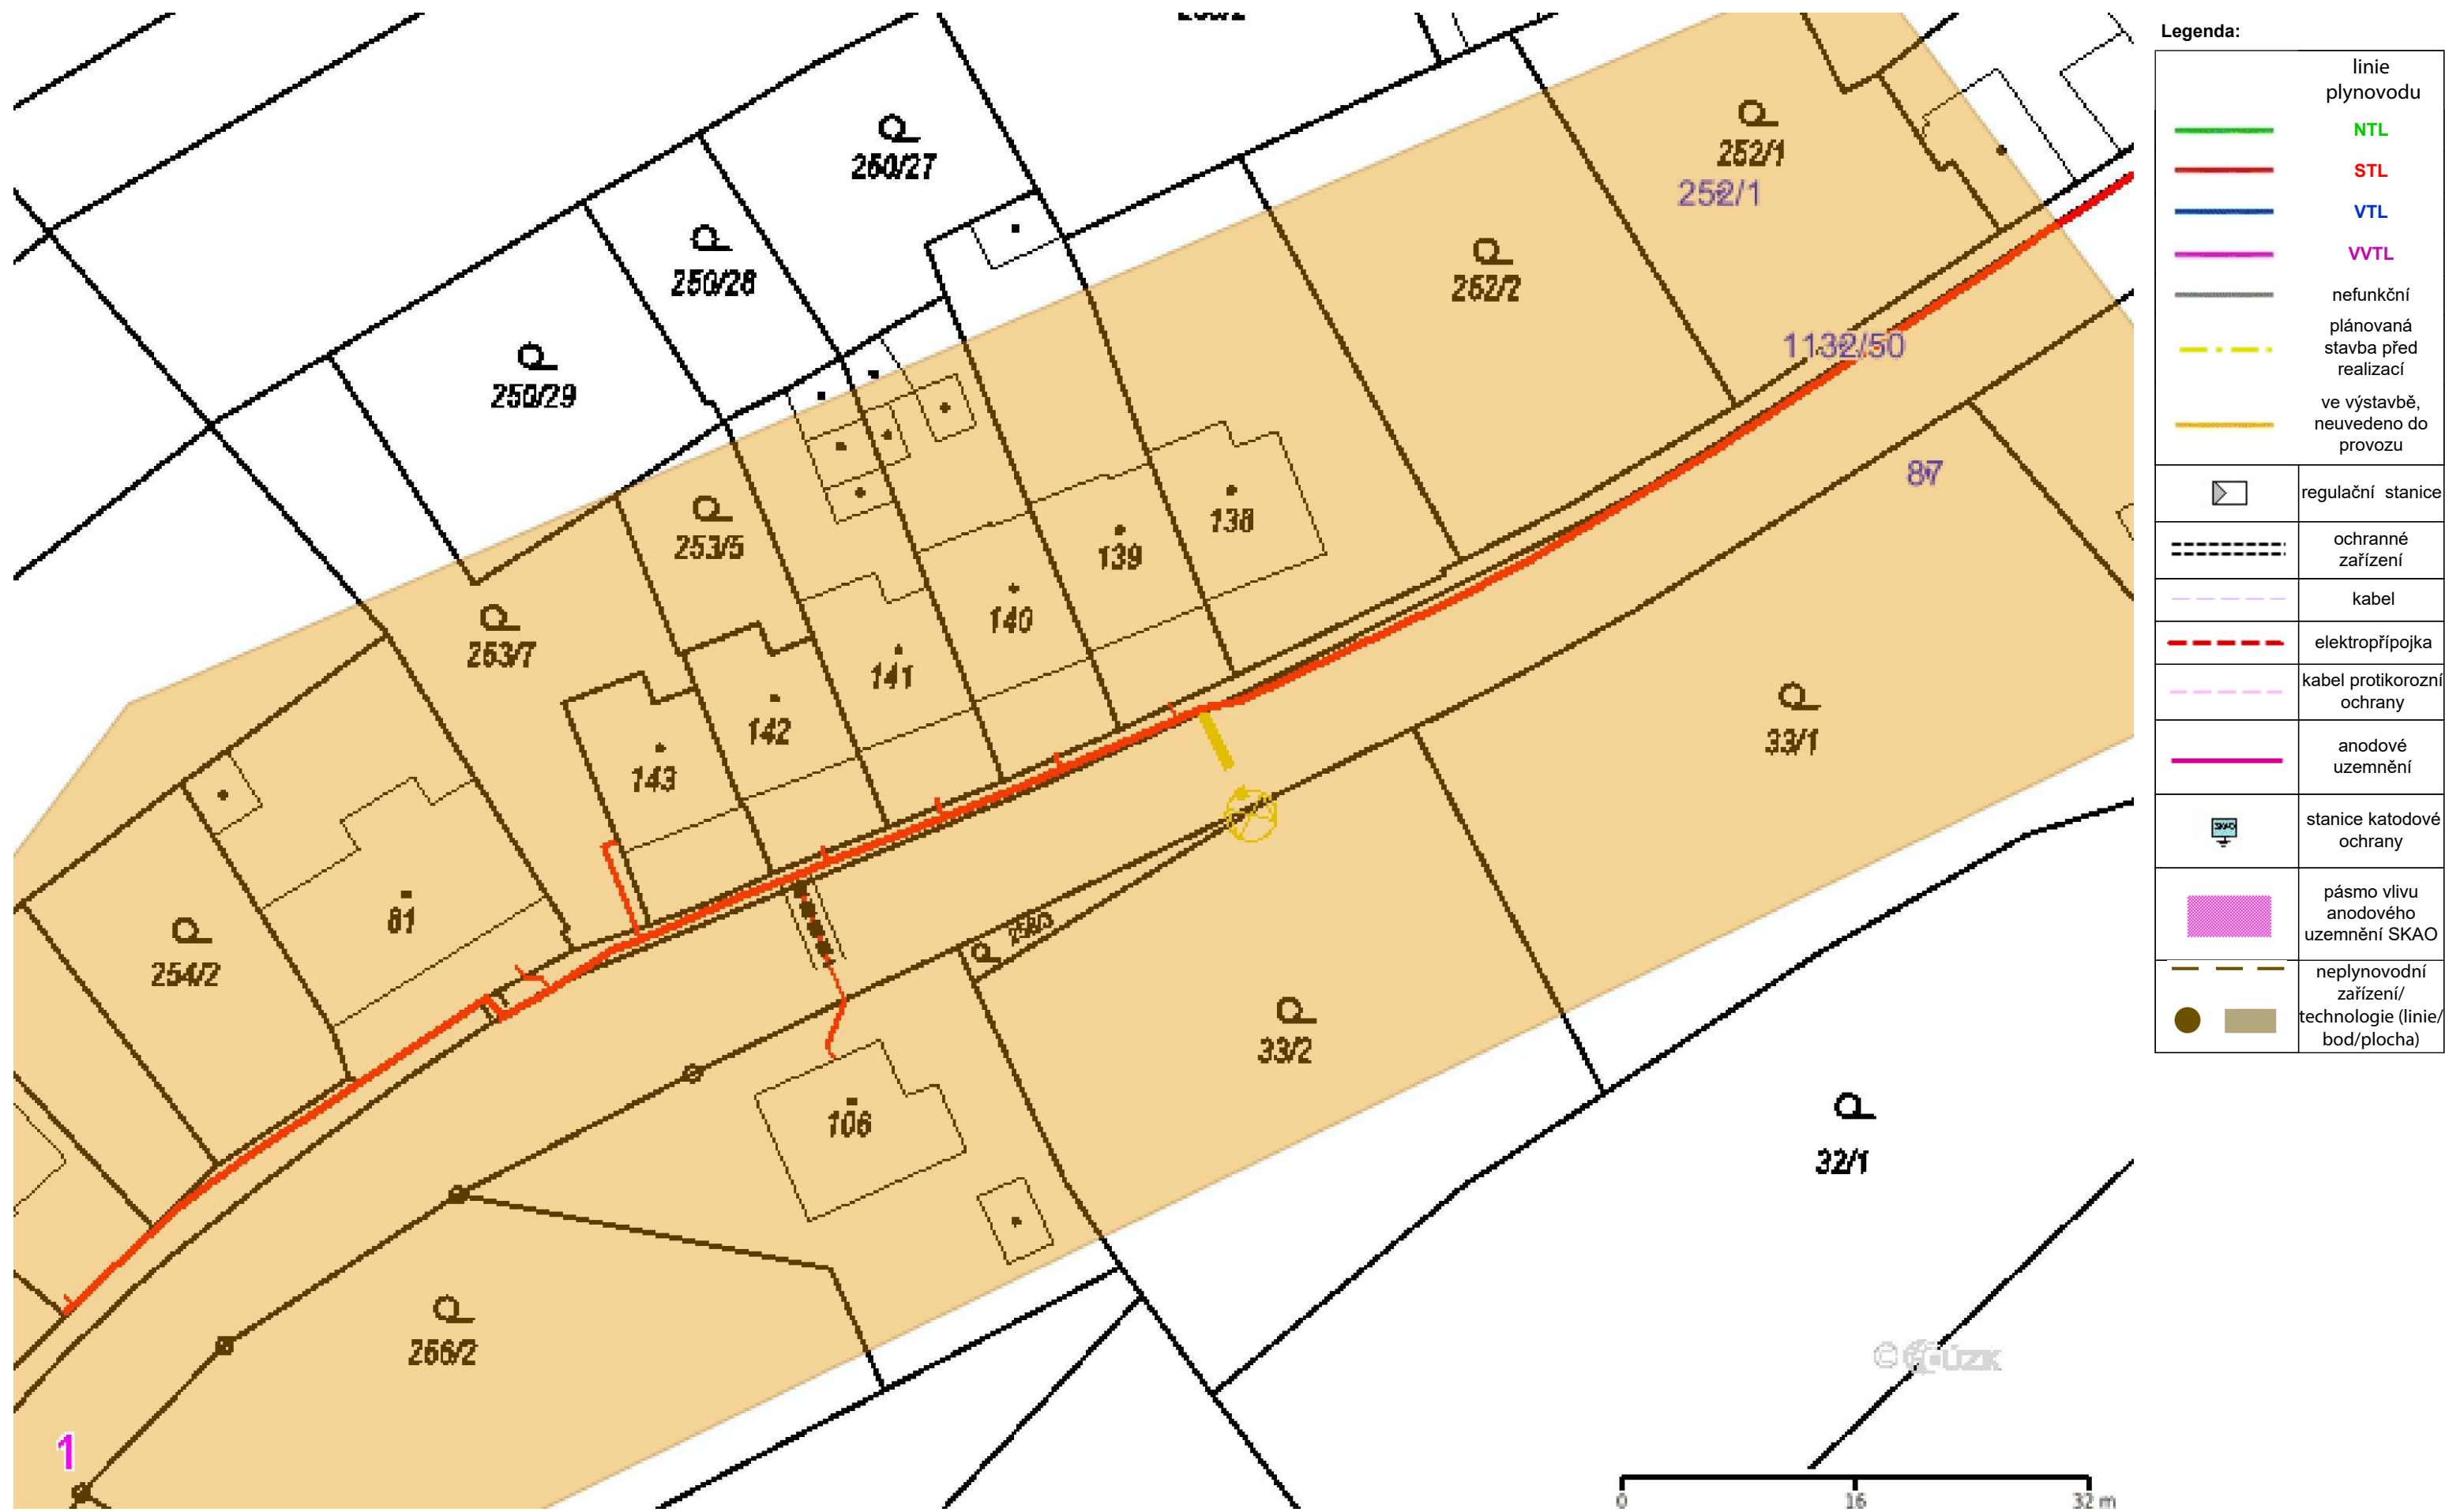 250/27
250/28
250/29
252/1
252/1
252/2
1132/50
87
253/5
253/7
138
139
140
141
142
143
33/1
81
254/2
33/2
106
32/1
256/2
1
©ČÚZK
0 16 32 m
Legenda:
linie
plynovodu
NTL
STL
VTL
VVTL
nefunkční
plánovaná
stavba před
realizací
ve výstavbě,
neuvedeno do
provozu
regulační stanice
ochranné
zařízení
kabel
elektropřípojka
kabel protikorozní
ochrany
anodové
uzemnění
SKAO
stanice katodové
ochrany
pásmo vlivu
anodového
uzemnění SKAO
neplynovodní
zařízení/
technologie (linie/
bod/plocha)